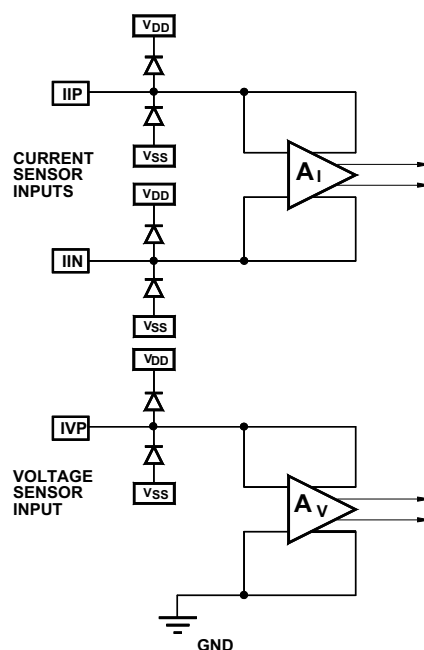 VDD
IIP
VSS
CURRENT
SENSOR
INPUTS
VDD
AI
IIN
VSS
VDD
IVP
VSS
VOLTAGE
SENSOR
INPUT
AV
GND